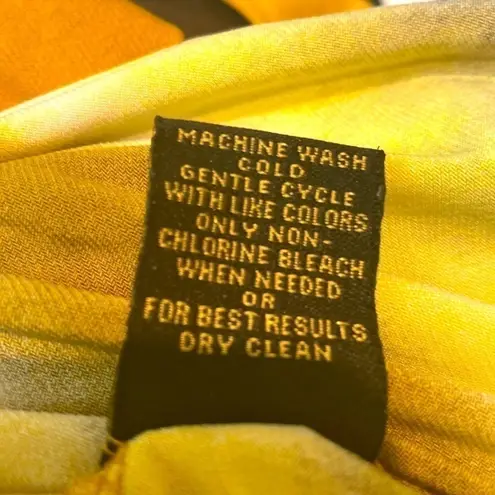 MACHINE WASH
COLD
GENTLE CYCLE
WITH LIKE COLORS
ONLY NON-
CHLORINE BLEACH
WHEN NEEDED
OR
FOR BEST RESULTS
DRY CLEAN